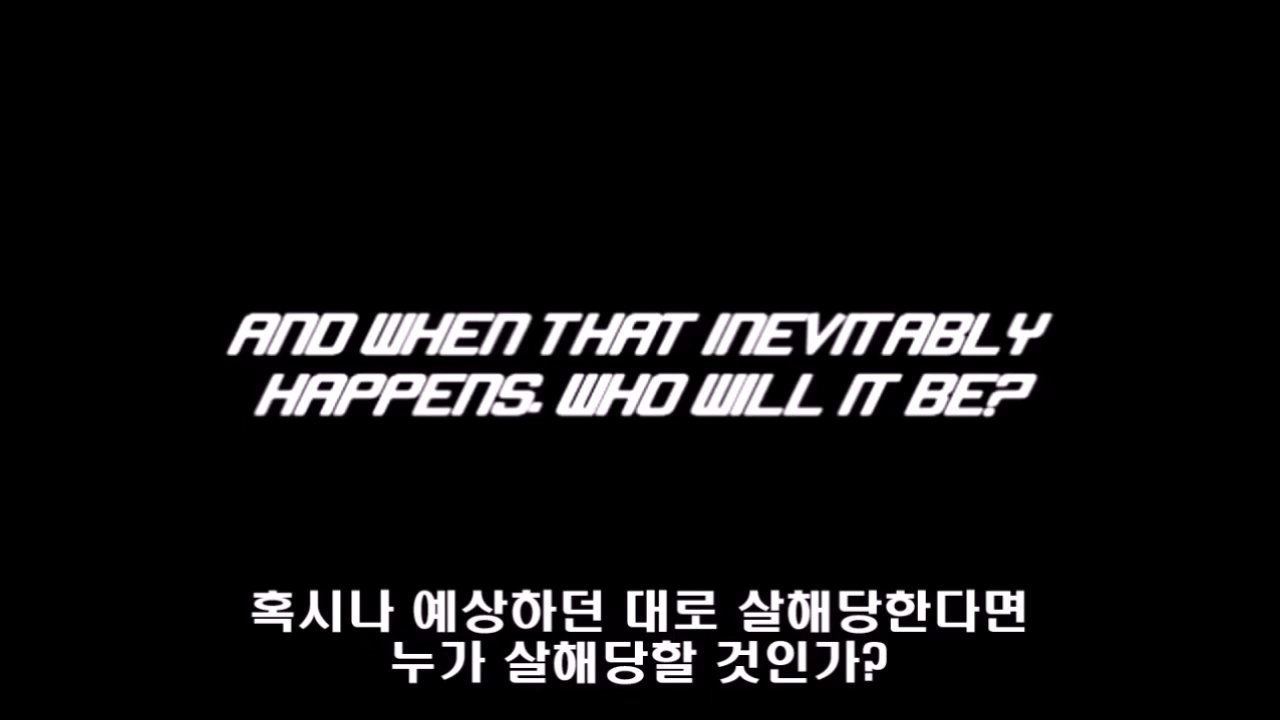 AND WHEN THAT INEVITABLY
HAPPENS, WHO WILL IT BE?
혹시나 예상하던 대로 살해당한다면
누가 살해당할 것인가?